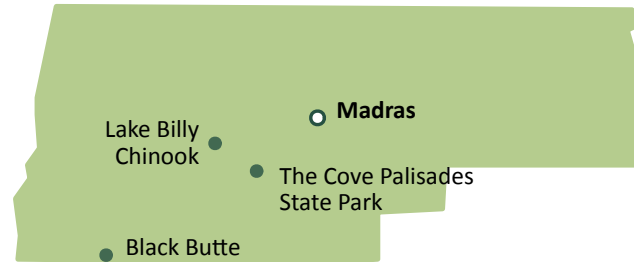 Madras
Lake Billy
Chinook
The Cove Palisades
State Park
Black Butte